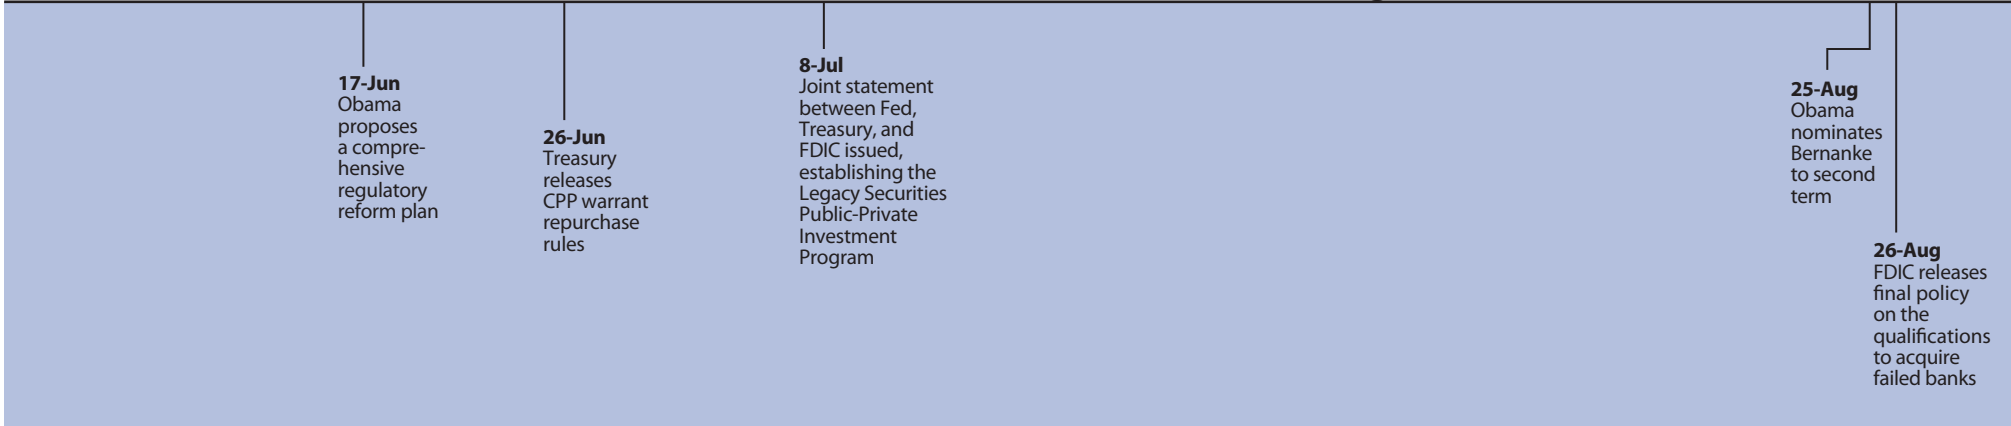 17-Jun
Obama
proposes
a compre-
hensive
regulatory
reform plan
26-Jun
Treasury
releases
CPP warrant
repurchase
rules
8-Jul
Joint statement
between Fed,
Treasury, and
FDIC issued,
establishing the
Legacy Securities
Public-Private
Investment
Program
25-Aug
Obama
nominates
Bernanke
to second
term
26-Aug
FDIC releases
final policy
on the
qualifications
to acquire
failed banks